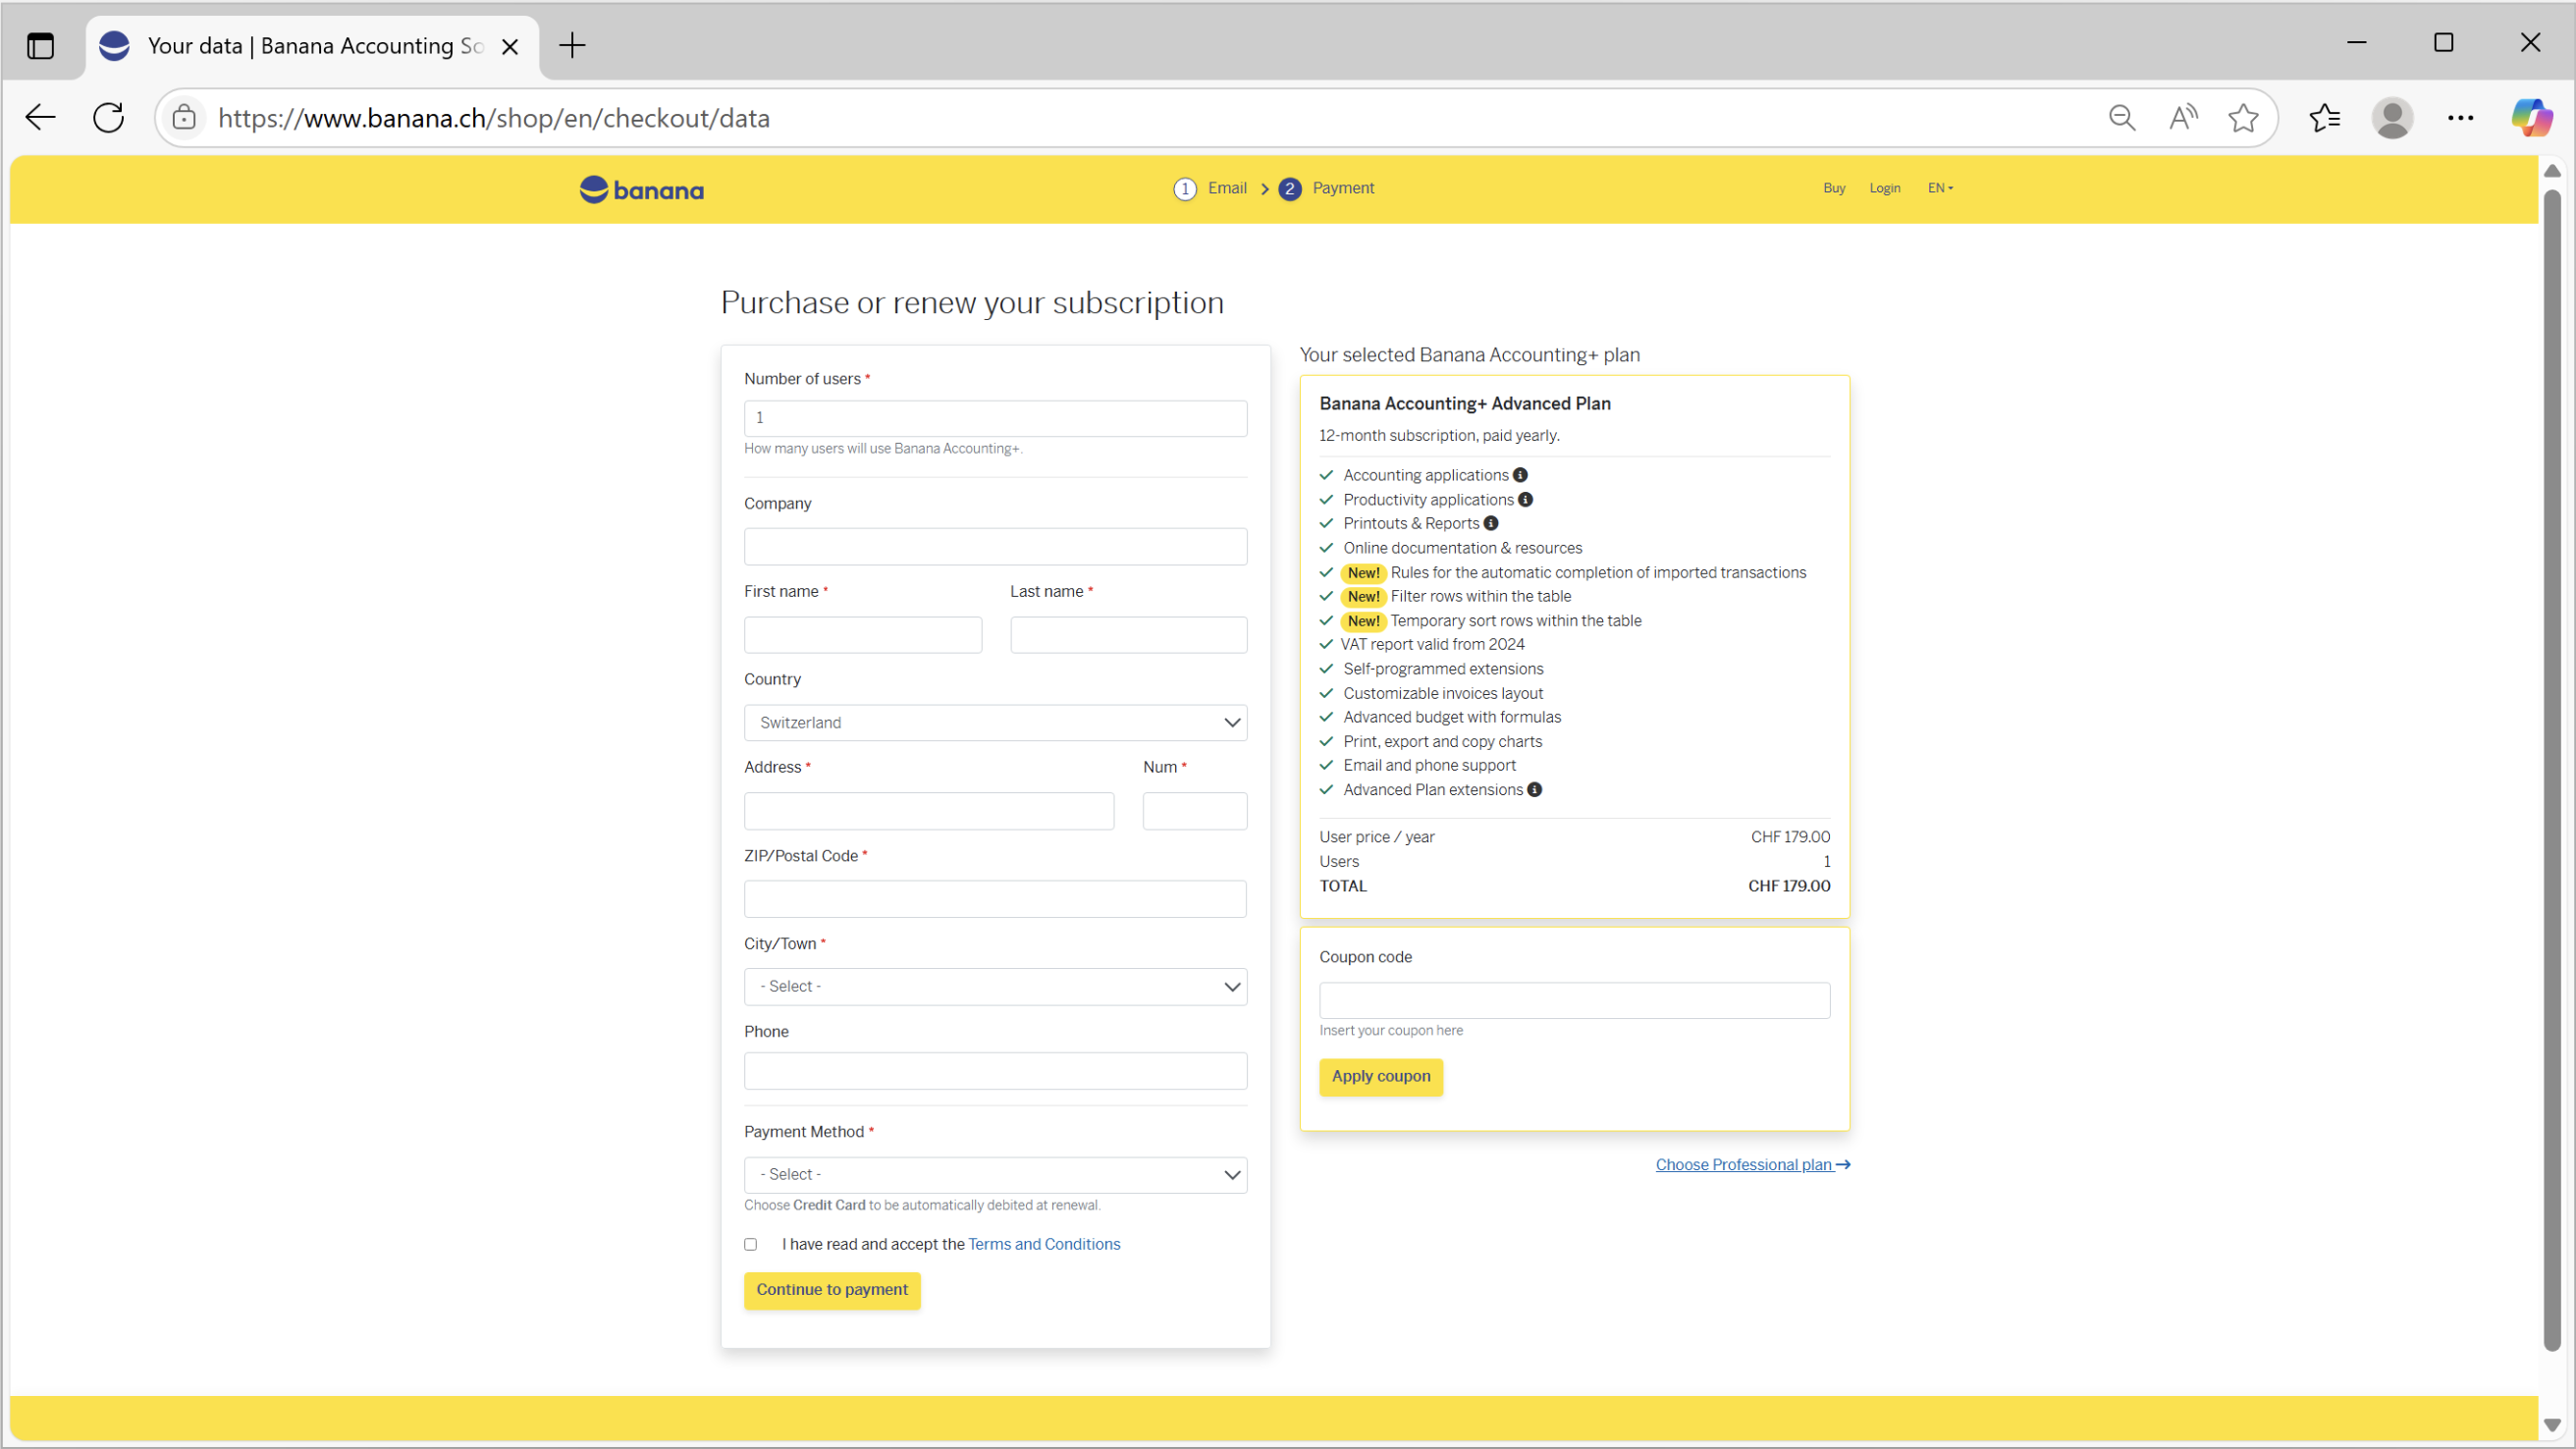 Your data | Banana Accounting So
https://www.banana.ch/shop/en/checkout/data
banana
1 Email > 2 Payment
Buy Login EN
Purchase or renew your subscription
Number of users *
1
How many users will use Banana Accounting+.
Company
First name * Last name *
Country
Switzerland
Address * Num *
ZIP/Postal Code *
City/Town *
- Select -
Phone
Payment Method *
- Select -
Choose Credit Card to be automatically debited at renewal.
I have read and accept the Terms and Conditions
Continue to payment
Your selected Banana Accounting+ plan
Banana Accounting+ Advanced Plan
12-month subscription, paid yearly.
Accounting applications
Productivity applications
Printouts & Reports
Online documentation & resources
New! Rules for the automatic completion of imported transactions
New! Filter rows within the table
New! Temporary sort rows within the table
VAT report valid from 2024
Self-programmed extensions
Customizable invoices layout
Advanced budget with formulas
Print, export and copy charts
Email and phone support
Advanced Plan extensions
User price / year CHF 179.00
Users 1
TOTAL CHF 179.00
Coupon code
Insert your coupon here
Apply coupon
Choose Professional plan →